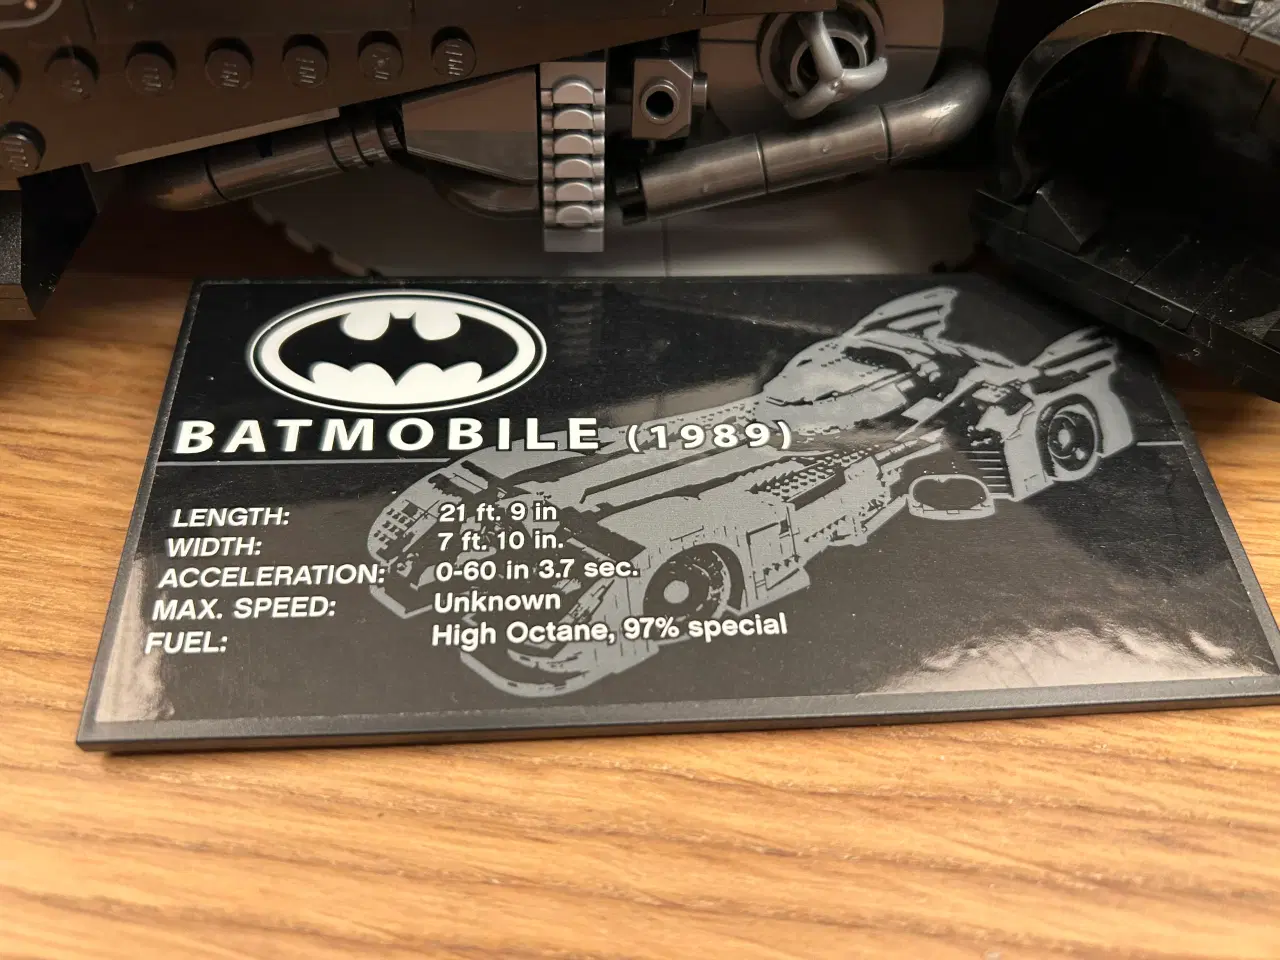 BATMOBILE (1989)
LENGTH: 21 ft. 9 in
WIDTH: 7 ft. 10 in.
ACCELERATION: 0-60 in 3.7 sec.
MAX. SPEED: Unknown
FUEL: High Octane, 97% special